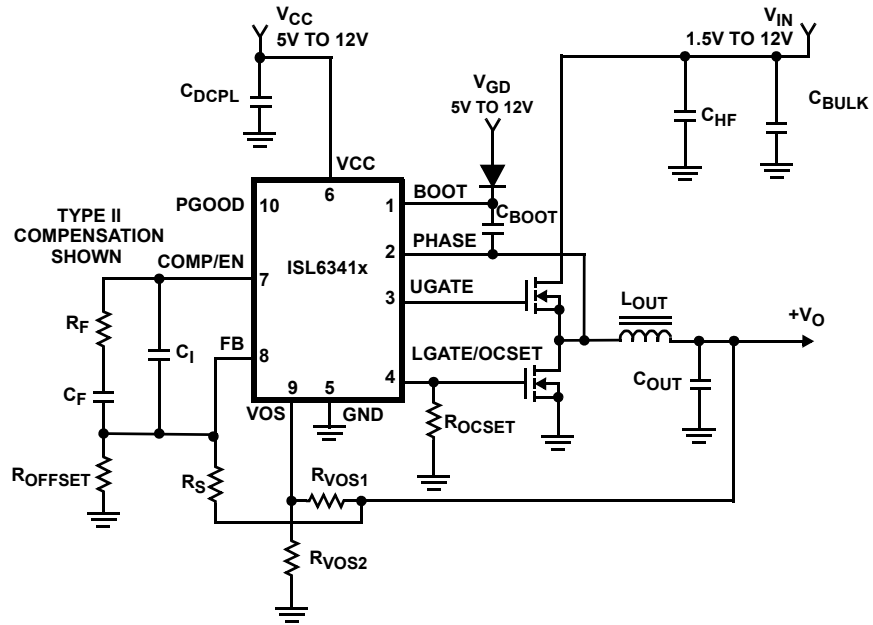 VCC
5V TO 12V
VIN
1.5V TO 12V
CDCPL
VGD
5V TO 12V
CHF
CBULK
VCC
6
PGOOD
10
BOOT
1
CBOOT
TYPE II
COMPENSATION
SHOWN
PHASE
2
COMP/EN
7
ISL6341x
UGATE
3
LOUT
+VO
RF
CI
FB
8
LGATE/OCSET
4
COUT
CF
9
5
VOS
GND
ROCSET
ROFFSET
RS
RVOS1
RVOS2